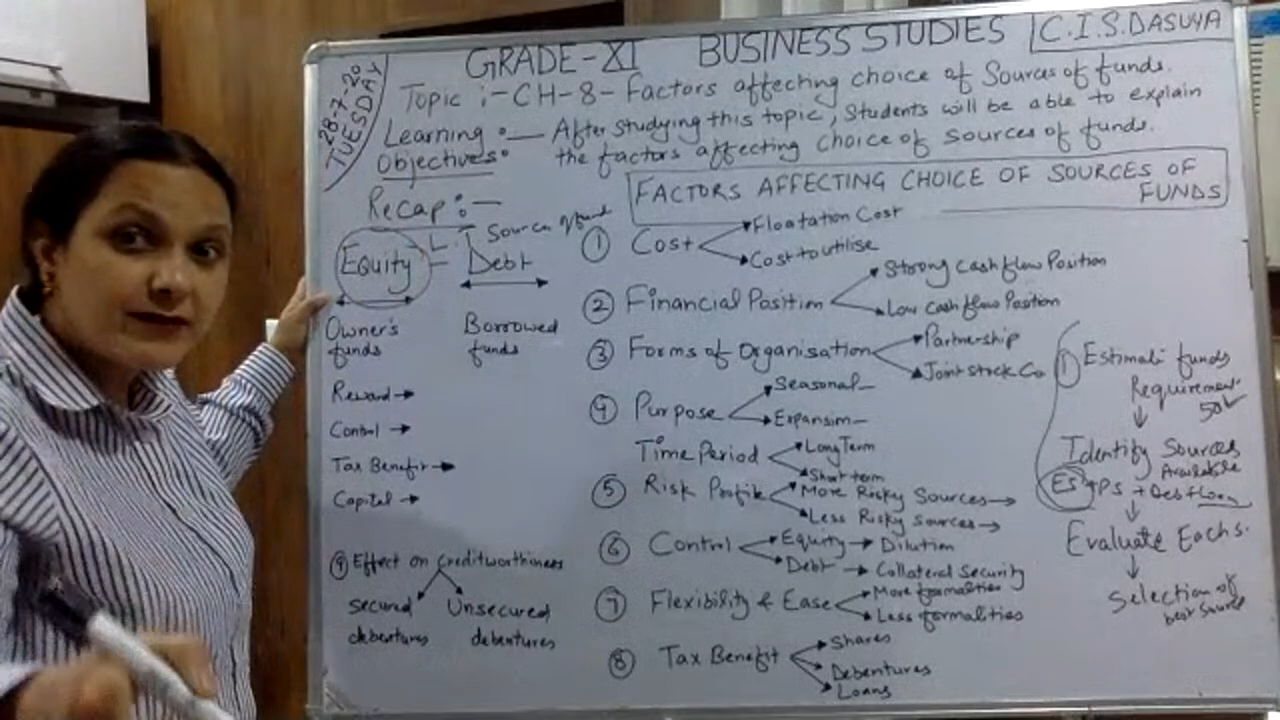 28-7-20
TUESDAY
GRADE-XI BUSINESS STUDIES C.I.S.DASUYA
Topic :- CH-8- Factors affecting choice of Sources of funds.
Learning Objectives :— After studying this topic, Students will be able to explain
the factors affecting choice of sources of funds.
Recap :—
L.T Sources of fund
Equity Debt
Owner's funds
Borrowed funds
Reward →
Control →
Tax Benefit →
Capital →
⑨ Effect on Creditworthiness
Secured debentures
Unsecured debentures
FACTORS AFFECTING CHOICE OF SOURCES OF
FUNDS
① Cost
Floatation Cost
Cost to utilise
② Financial Position
Strong Cash flow Position
Low cash flow Position
③ Forms of Organisation
Partnership
Joint stock Co
④ Purpose
Seasonal
Expansion
Time Period
Long Term
Short term
⑤ Risk Profile
More Risky Sources →
Less Risky Sources →
⑥ Control
Equity → Dilution
Debt → Collateral Security
⑦ Flexibility & Ease
More formalities
Less formalities
⑧ Tax Benefit
Shares
Debentures
Loans
① Estimate funds
Requirement
50 ✓
↓
Identify Sources
Available
ES + PS + Des + Loan
↓
Evaluate Each S.
↓
Selection of
best source